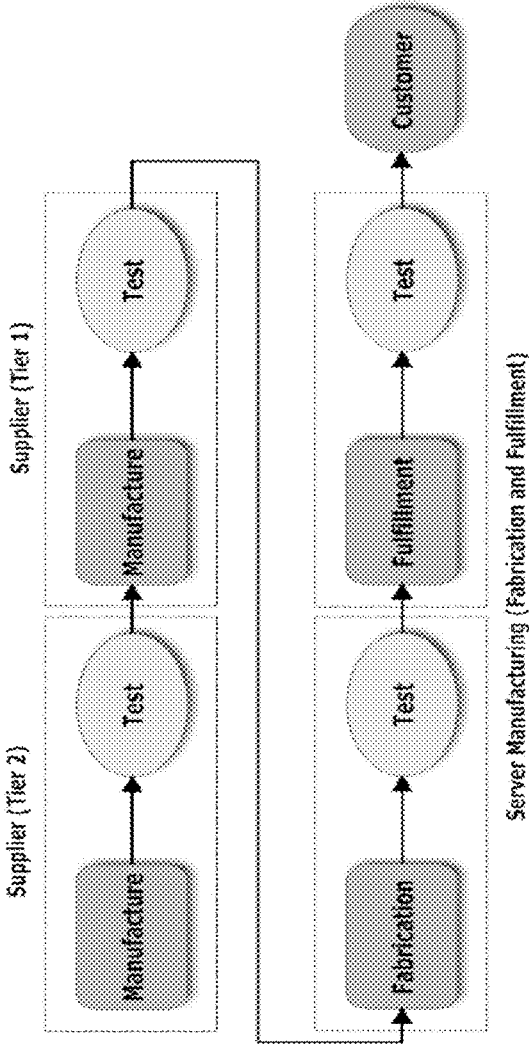 Supplier (Tier 2)
Supplier (Tier 1)
Manufacture
Test
Manufacture
Test
Fabrication
Test
Fulfillment
Test
Customer
Server Manufacturing (Fabrication and Fulfillment)